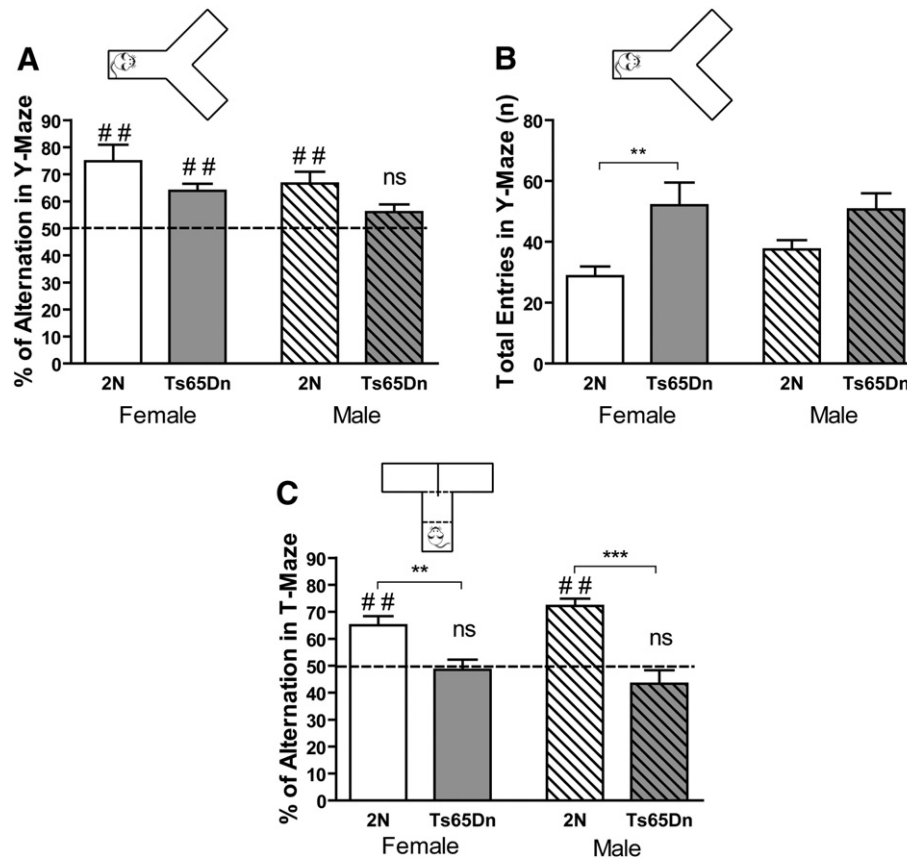 A
% of Alternation in Y-Maze
90
80
70
60
50
40
30
20
10
0
##
##
##
ns
2N
Ts65Dn
2N
Ts65Dn
Female
Male
B
Total Entries in Y-Maze (n)
80
60
40
20
0
**
2N
Ts65Dn
2N
Ts65Dn
Female
Male
C
% of Alternation in T-Maze
90
80
70
60
50
40
30
20
10
0
**
***
##
ns
##
ns
2N
Ts65Dn
2N
Ts65Dn
Female
Male